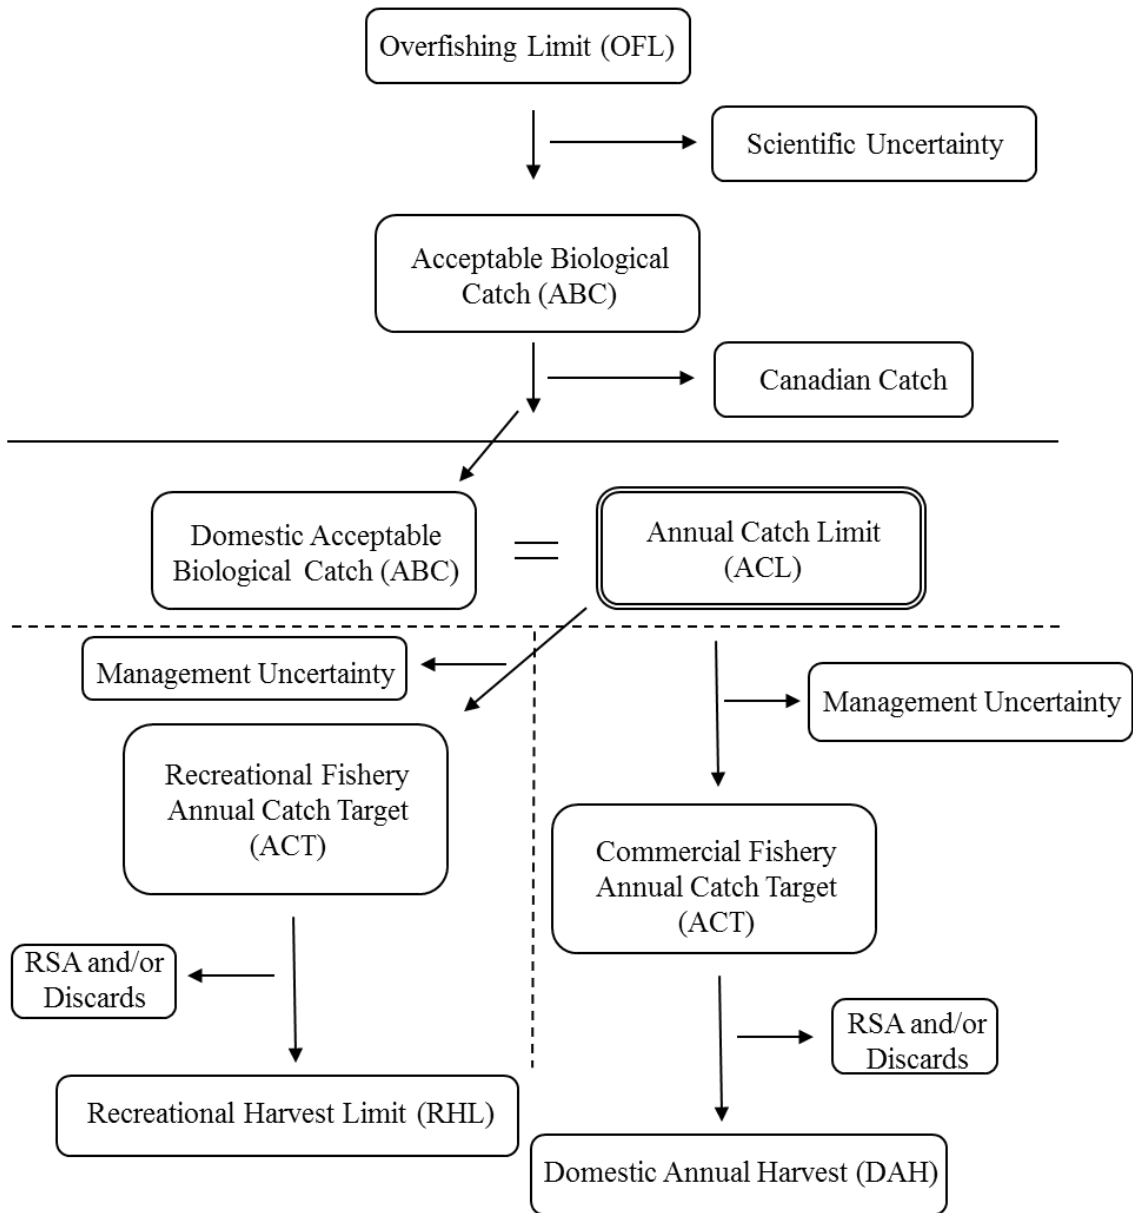 Overfishing Limit (OFL)
Scientific Uncertainty
Acceptable Biological
Catch (ABC)
Canadian Catch
Domestic Acceptable
Biological Catch (ABC)
Annual Catch Limit
(ACL)
Management Uncertainty
Management Uncertainty
Recreational Fishery
Annual Catch Target
(ACT)
Commercial Fishery
Annual Catch Target
(ACT)
RSA and/or
Discards
RSA and/or
Discards
Recreational Harvest Limit (RHL)
Domestic Annual Harvest (DAH)